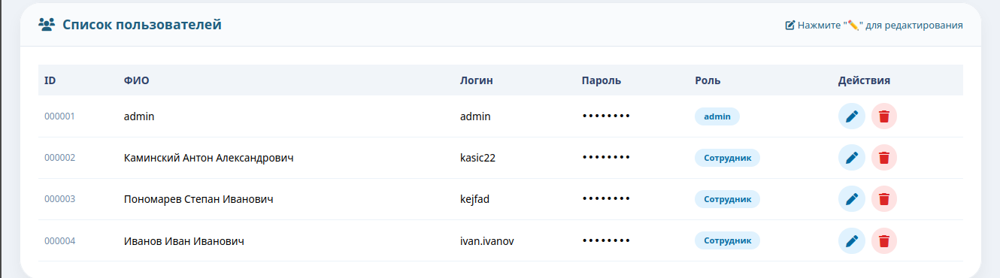 Список пользователей
Нажмите "✏️" для редактирования
ID ФИО Логин Пароль Роль Действия
000001 admin admin •••••••• admin
000002 Каминский Антон Александрович kasic22 •••••••• Сотрудник
000003 Пономарев Степан Иванович kejfad •••••••• Сотрудник
000004 Иванов Иван Иванович ivan.ivanov •••••••• Сотрудник